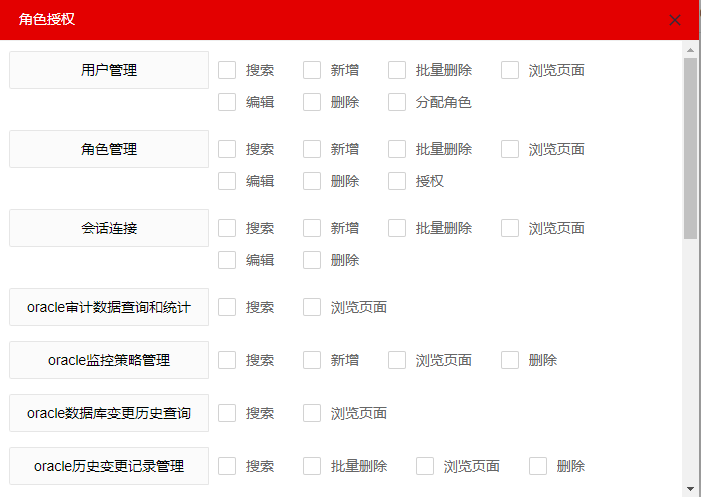 角色授权
用户管理 搜索 新增 批量删除 浏览页面
编辑 删除 分配角色
角色管理 搜索 新增 批量删除 浏览页面
编辑 删除 授权
会话连接 搜索 新增 批量删除 浏览页面
编辑 删除
oracle审计数据查询和统计 搜索 浏览页面
oracle监控策略管理 搜索 新增 浏览页面 删除
oracle数据库变更历史查询 搜索 浏览页面
oracle历史变更记录管理 搜索 批量删除 浏览页面 删除